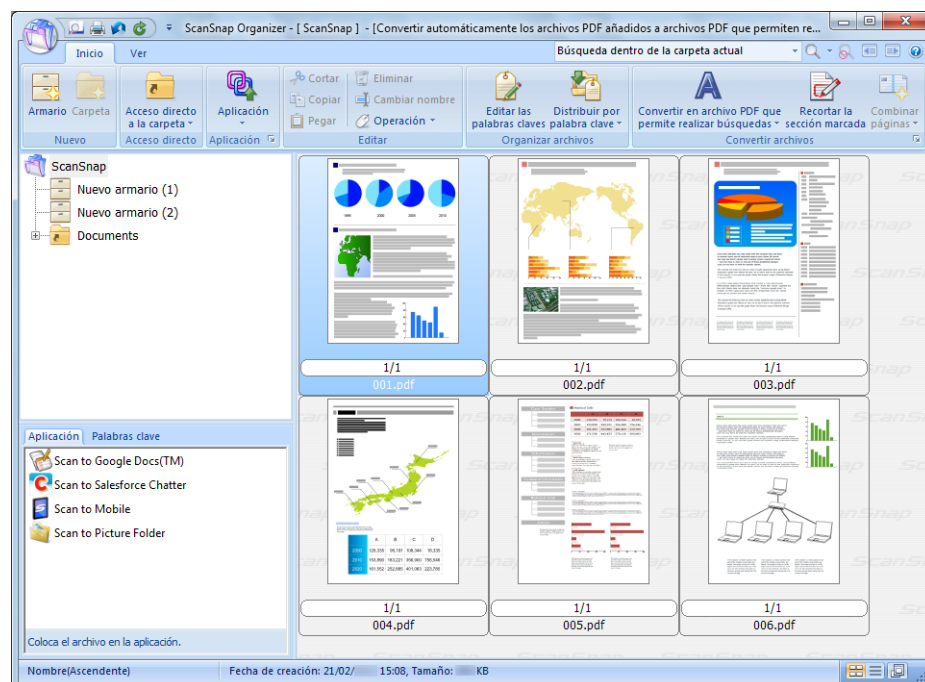 ScanSnap Organizer - [ ScanSnap ] - [Convertir automáticamente los archivos PDF añadidos a archivos PDF que permiten re...
Inicio Ver Búsqueda dentro de la carpeta actual
Armario Carpeta
Acceso directo a la carpeta
Aplicación
Cortar Eliminar
Copiar Cambiar nombre
Pegar Operación
Editar las palabras claves
Distribuir por palabra clave
Convertir en archivo PDF que permite realizar búsquedas
Recortar la sección marcada
Combinar páginas
Nuevo Acceso directo Aplicación Editar Organizar archivos Convertir archivos
ScanSnap
Nuevo armario (1)
Nuevo armario (2)
Documents
1/1 1/1 1/1
001.pdf 002.pdf 003.pdf
Aplicación Palabras clave
Scan to Google Docs(TM)
Scan to Salesforce Chatter
Scan to Mobile
Scan to Picture Folder
1/1 1/1 1/1
004.pdf 005.pdf 006.pdf
Coloca el archivo en la aplicación.
Nombre(Ascendente) Fecha de creación: 21/02/ 15:08, Tamaño: KB